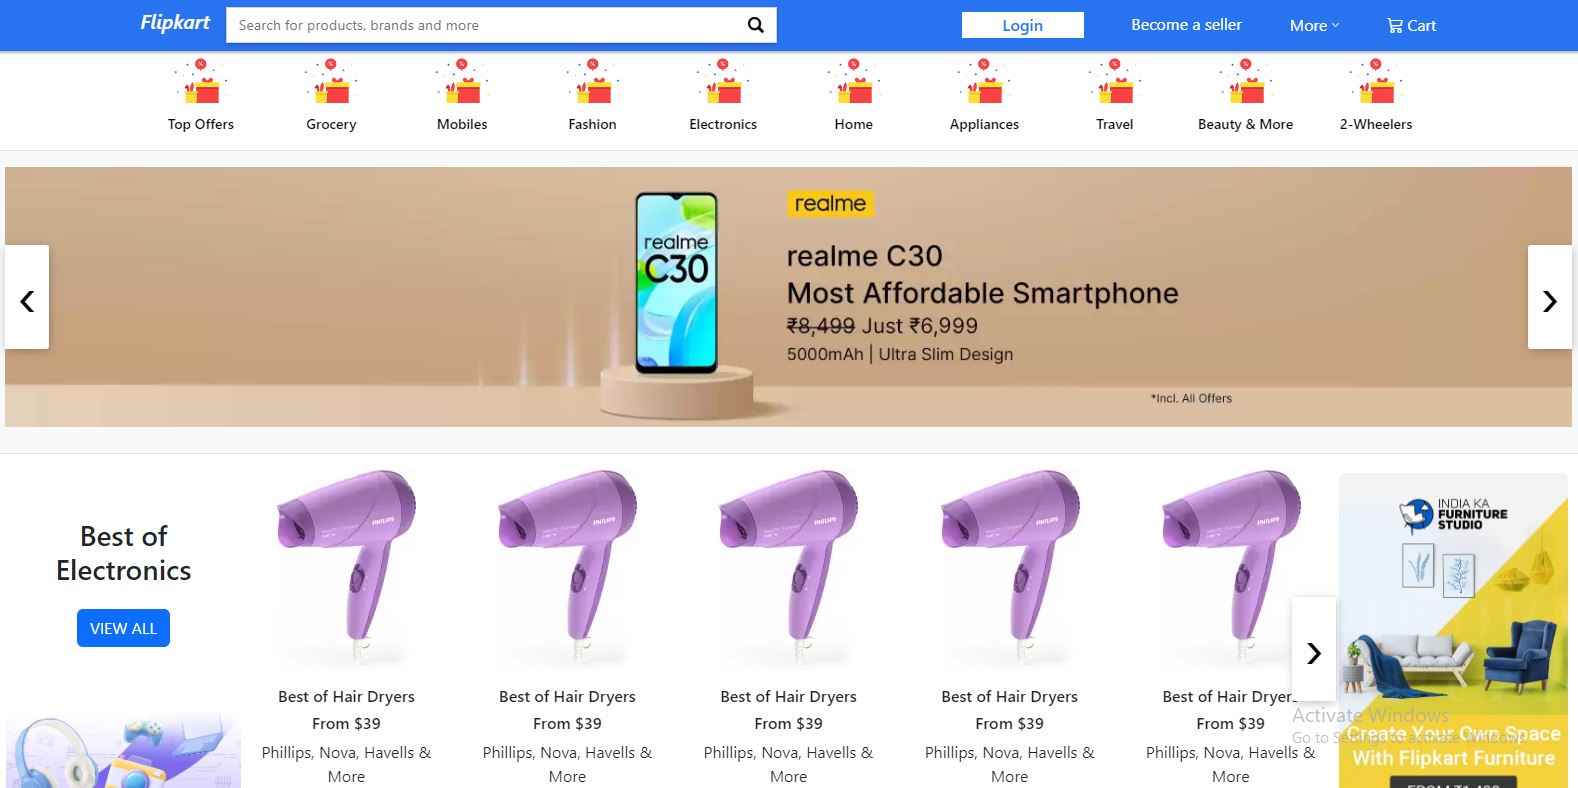 Flipkart
Search for products, brands and more
Login
Become a seller
More
Cart
Top Offers
Grocery
Mobiles
Fashion
Electronics
Home
Appliances
Travel
Beauty & More
2-Wheelers
realme
C30
realme
realme C30
Most Affordable Smartphone
₹8,499 Just ₹6,999
5000mAh | Ultra Slim Design
*Incl. All Offers
Best of
Electronics
VIEW ALL
PHILIPS
Best of Hair Dryers
From $39
Phillips, Nova, Havells &
More
PHILIPS
Best of Hair Dryers
From $39
Phillips, Nova, Havells &
More
PHILIPS
Best of Hair Dryers
From $39
Phillips, Nova, Havells &
More
PHILIPS
Best of Hair Dryers
From $39
Phillips, Nova, Havells &
More
PHILIPS
Best of Hair Dryers
From $39
Phillips, Nova, Havells &
More
INDIA KA
FURNITURE
STUDIO
Activate Windows
Go to Settings to activate Windows.
Create Your Own Space
With Flipkart Furniture